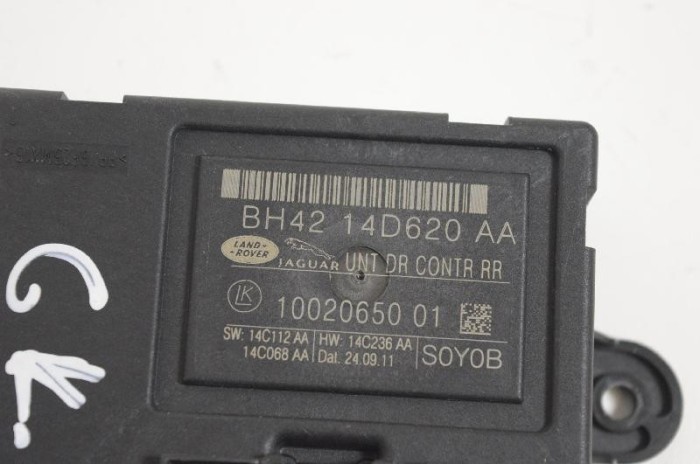 BH42 14D620 AA
LAND-
ROVER
JAGUAR UNT DR CONTR RR
LK 10020650 01
SW: 14C112 AA HW: 14C236 AA
14C068 AA Dat. 24.09.11 S0Y0B